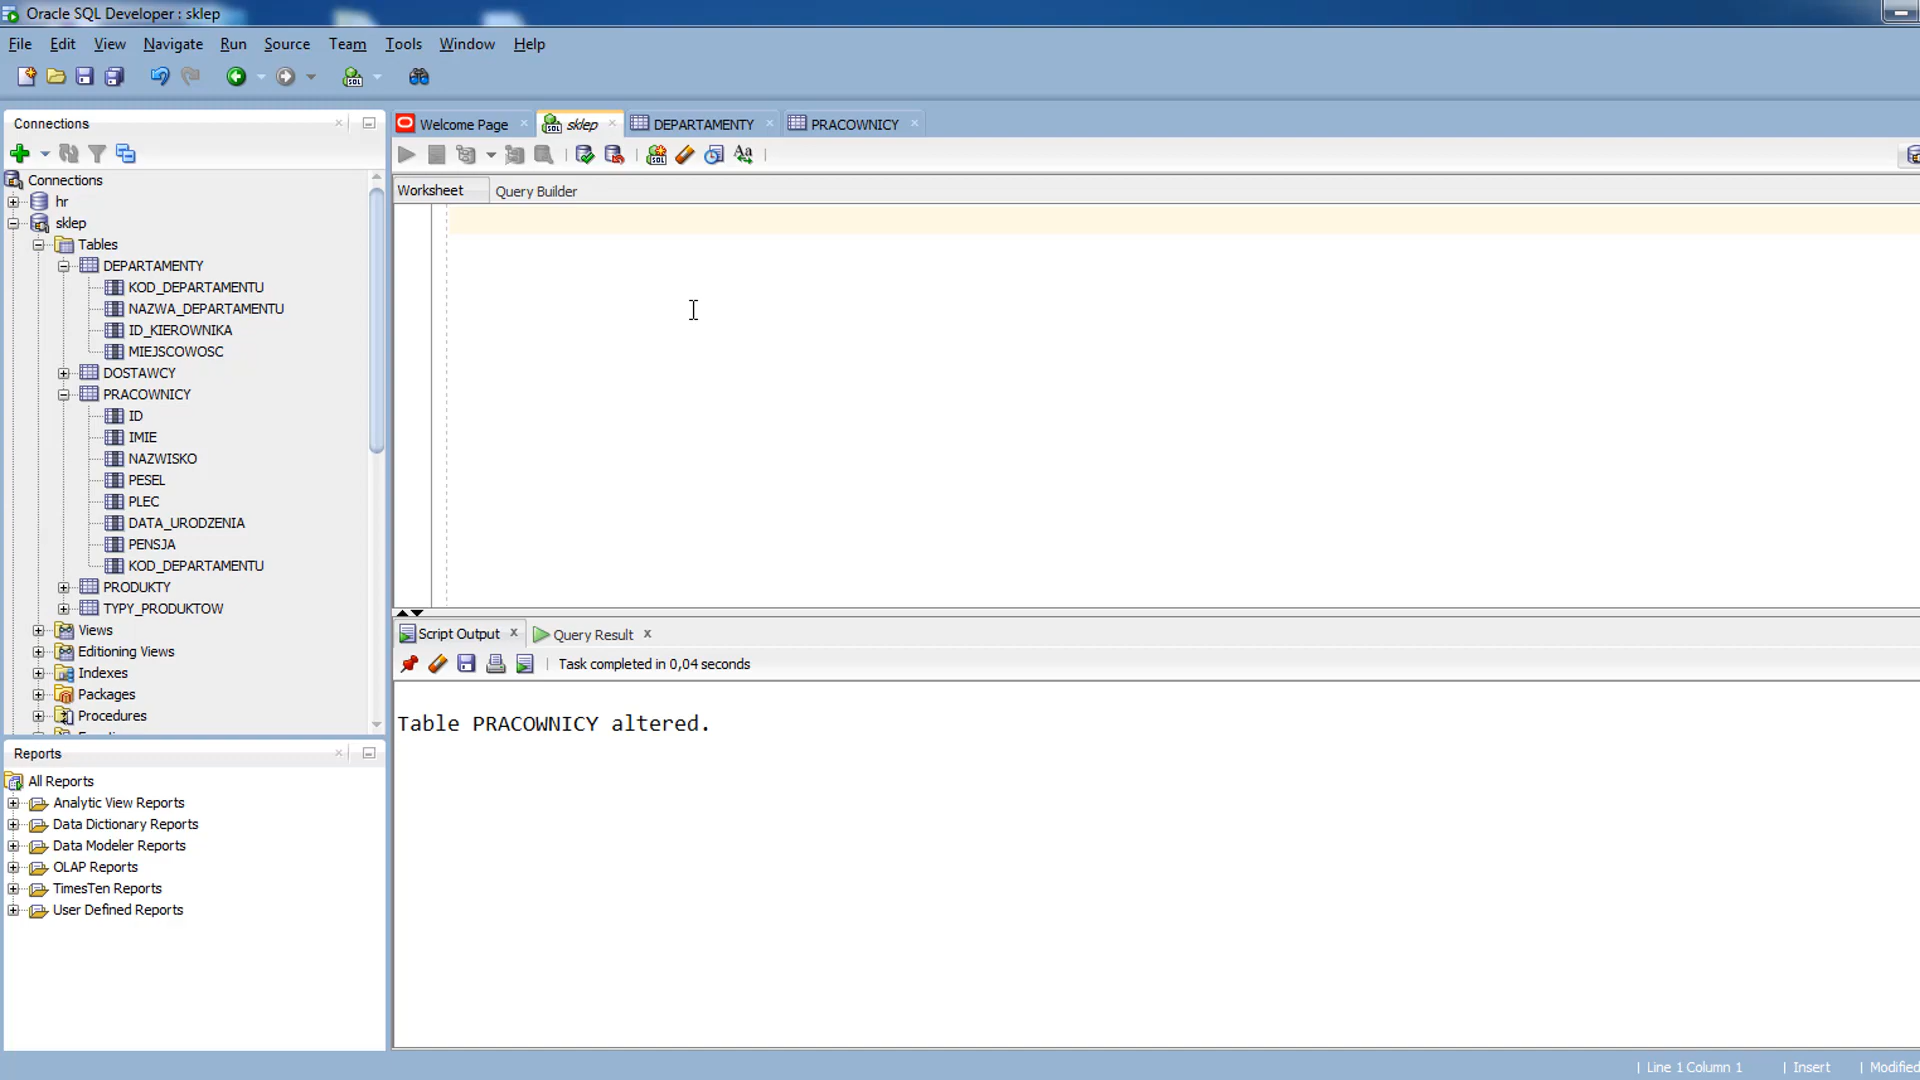 Oracle SQL Developer : sklep
File Edit View Navigate Run Source Team Tools Window Help
Connections
Connections
hr
sklep
Tables
DEPARTAMENTY
KOD_DEPARTAMENTU
NAZWA_DEPARTAMENTU
ID_KIEROWNIKA
MIEJSCOWOSC
DOSTAWCY
PRACOWNICY
ID
IMIE
NAZWISKO
PESEL
PLEC
DATA_URODZENIA
PENSJA
KOD_DEPARTAMENTU
PRODUKTY
TYPY_PRODUKTOW
Views
Editioning Views
Indexes
Packages
Procedures
Reports
All Reports
Analytic View Reports
Data Dictionary Reports
Data Modeler Reports
OLAP Reports
TimesTen Reports
User Defined Reports
Welcome Page sklep DEPARTAMENTY PRACOWNICY
Worksheet Query Builder
Script Output Query Result
Task completed in 0,04 seconds
Table PRACOWNICY altered.
Line 1 Column 1 Insert Modified